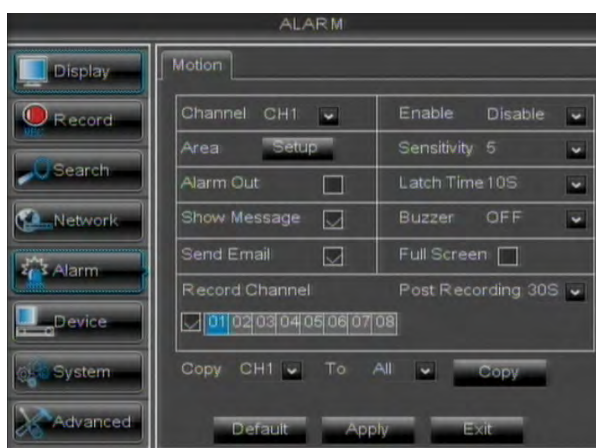 ALARM
Display
Record
Search
Network
Alarm
Device
System
Advanced
Motion
Channel CH1 Enable Disable
Area Setup Sensitivity 5
Alarm Out Latch Time 10S
Show Message Buzzer OFF
Send Email Full Screen
Record Channel Post Recording 30S
01 02 03 04 05 06 07 08
Copy CH1 To All Copy
Default Apply Exit